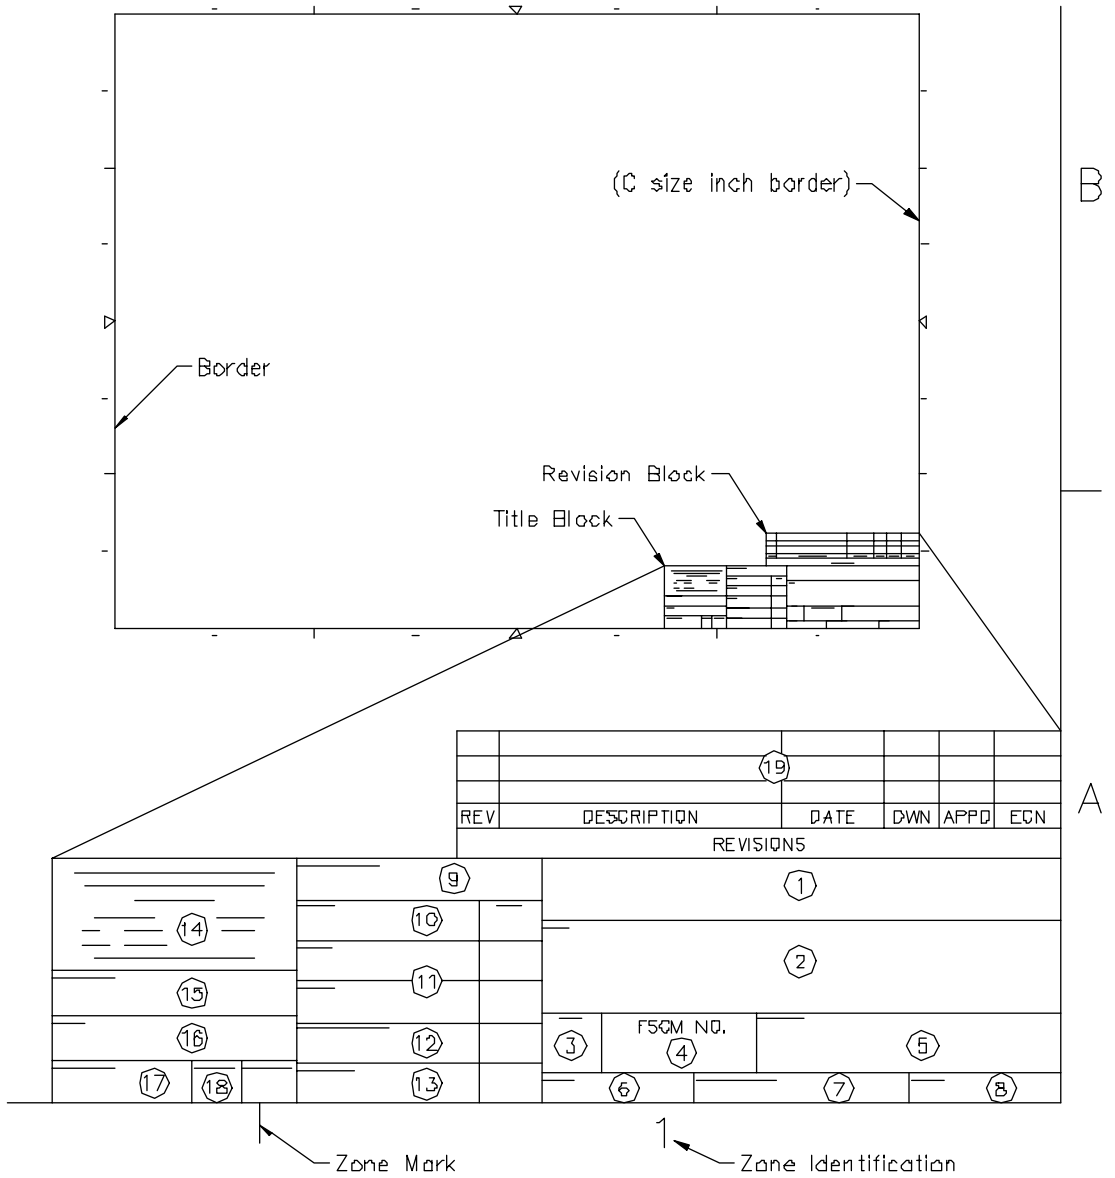 (C size inch border)
B
Border
Revision Block
Title Block
19
A
REV DESCRIPTION DATE DWN APPD ECN
REVISIONS
9
1
14
10
2
11
15
16
12
3
FSCM NO.
4
5
17
18
13
6
7
8
1
Zone Mark
Zone Identification